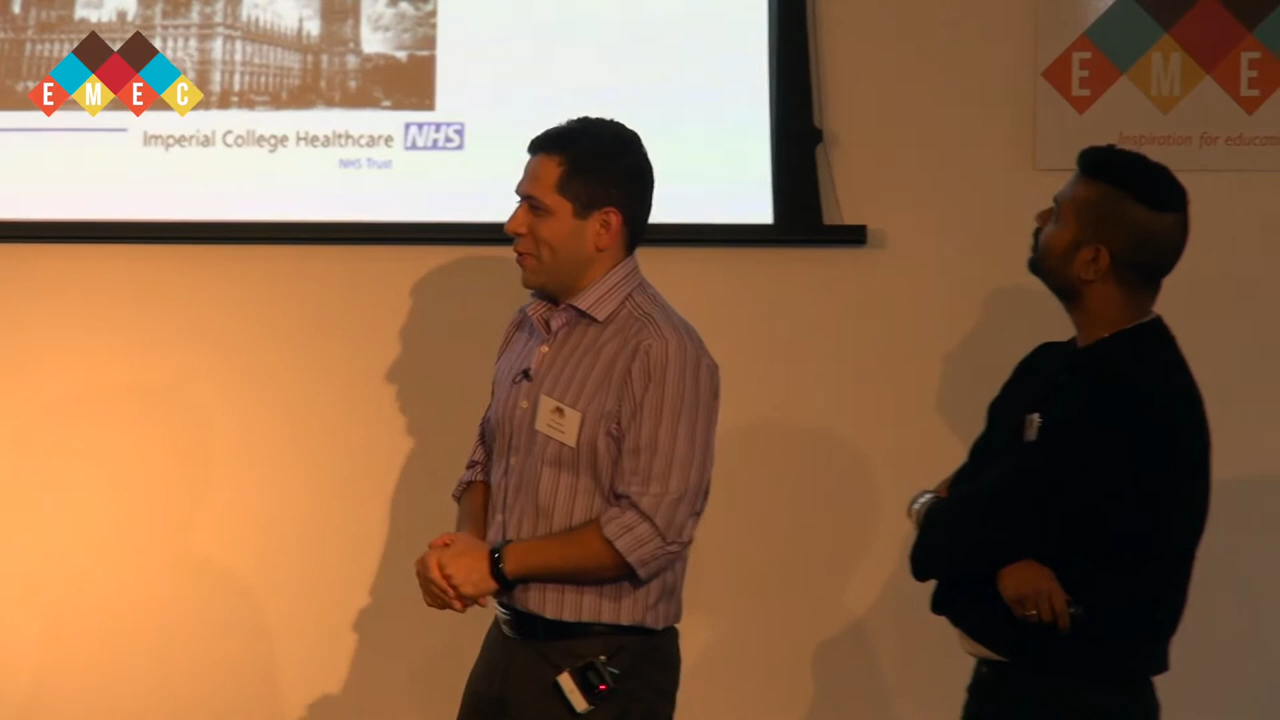 EMEC
Imperial College Healthcare NHS
NHS Trust
EME
Inspiration for educat